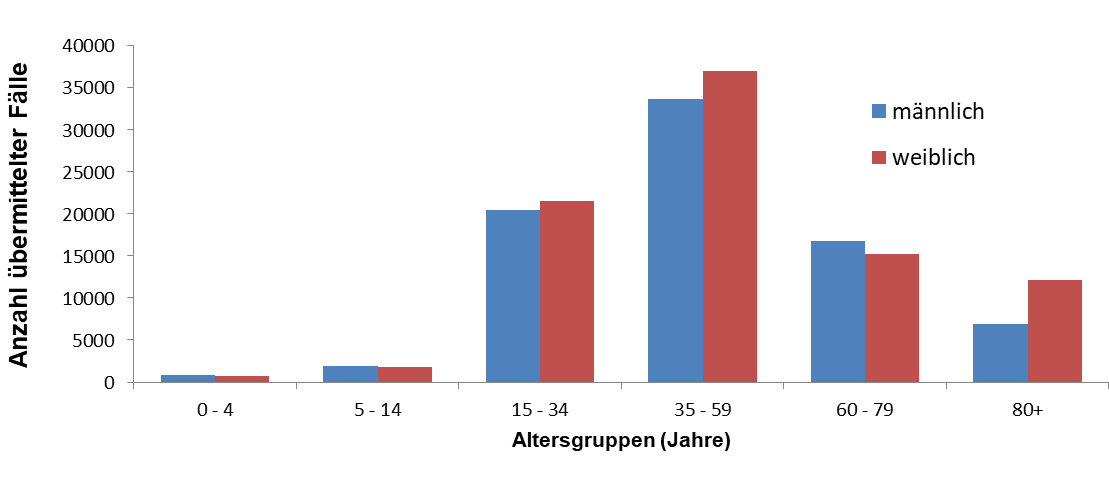 Anzahl übermittelter Fälle
40000
35000
30000
25000
20000
15000
10000
5000
0
männlich
weiblich
0 - 4 5 - 14 15 - 34 35 - 59 60 - 79 80+
Altersgruppen (Jahre)